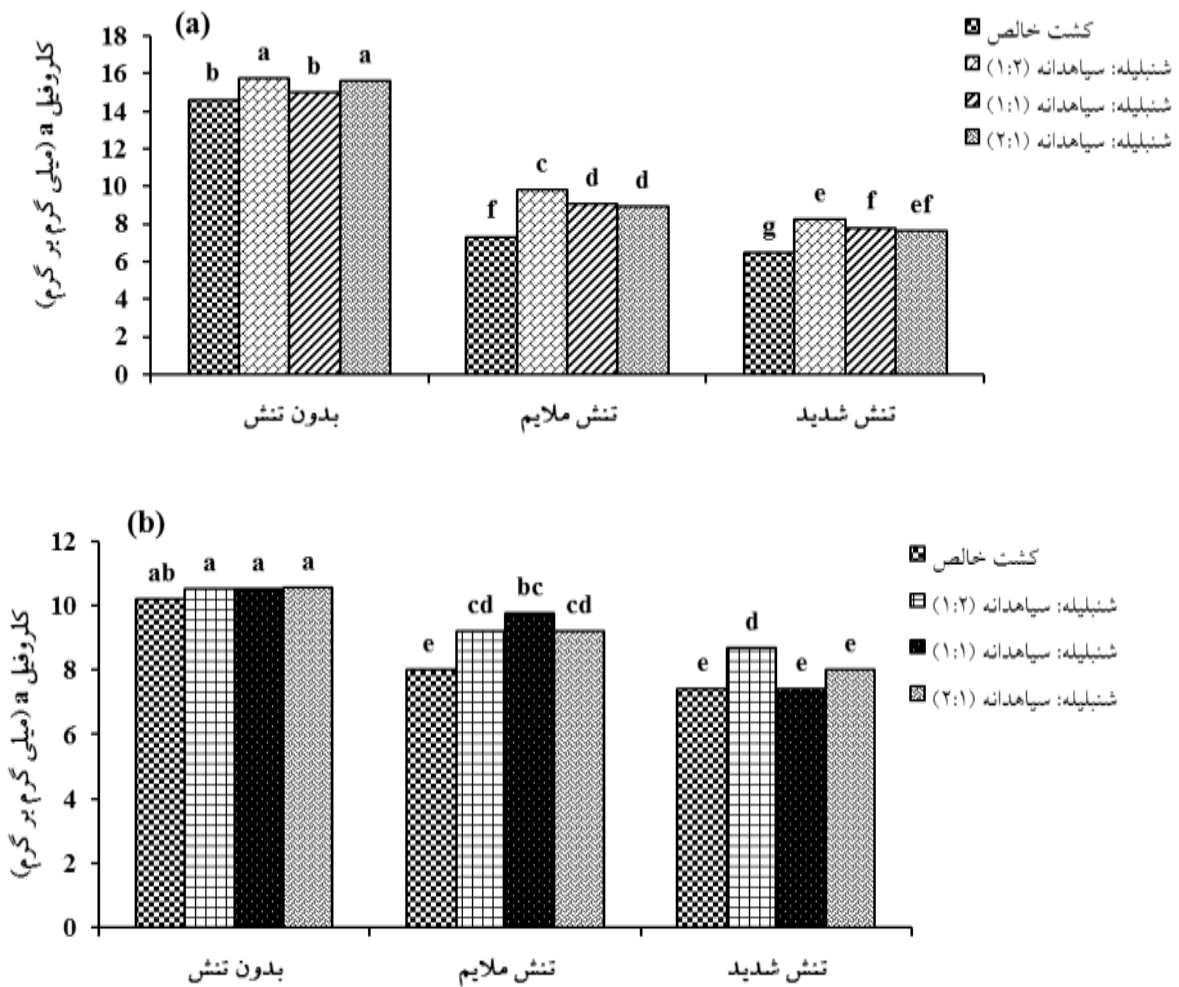 (a)
کلروفیل a (میلی گرم بر گرم)
18
16
14
12
10
8
6
4
2
0
b a b a
f c d d
g e f ef
بدون تنش
تنش ملایم
تنش شدید
کشت خالص
شنبلیله: سیاهدانه (۱:۲)
شنبلیله: سیاهدانه (۱:۱)
شنبلیله: سیاهدانه (۲:۱)
(b)
کلروفیل a (میلی گرم بر گرم)
12
10
8
6
4
2
0
ab a a a
e cd bc cd
e d e e
بدون تنش
تنش ملایم
تنش شدید
کشت خالص
شنبلیله: سیاهدانه (۱:۲)
شنبلیله: سیاهدانه (۱:۱)
شنبلیله: سیاهدانه (۲:۱)